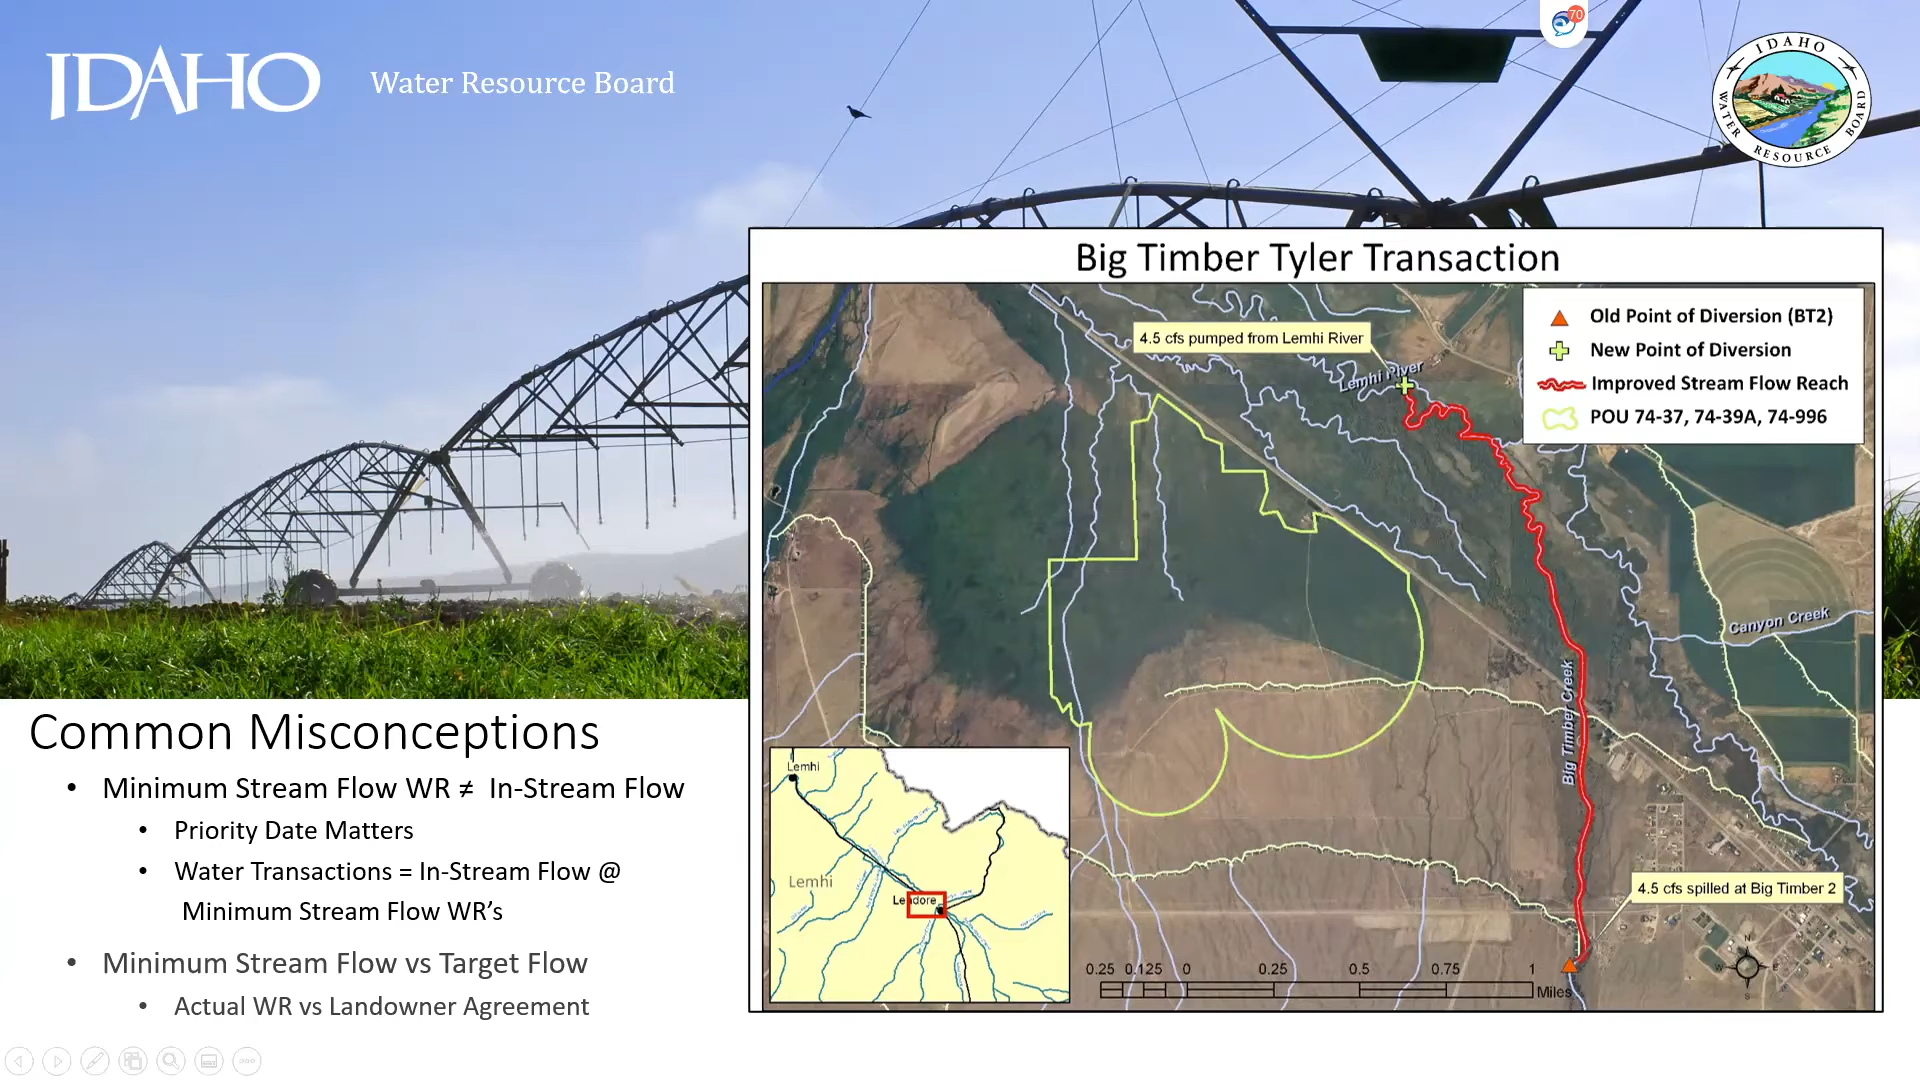 IDAHO
Water Resource Board
70
IDAHO
WATER RESOURCE BOARD
Big Timber Tyler Transaction
Old Point of Diversion (BT2)
New Point of Diversion
Improved Stream Flow Reach
POU 74-37, 74-39A, 74-996
4.5 cfs pumped from Lemhi River
Lemhi River
Canyon Creek
Big Timber Creek
4.5 cfs spilled at Big Timber 2
N
W
E
S
0.25 0.125 0 0.25 0.5 0.75 1
Miles
Lemhi
Lemhi
Leadore
Common Misconceptions
• Minimum Stream Flow WR ≠ In-Stream Flow
• Priority Date Matters
• Water Transactions = In-Stream Flow @
Minimum Stream Flow WR’s
• Minimum Stream Flow vs Target Flow
• Actual WR vs Landowner Agreement